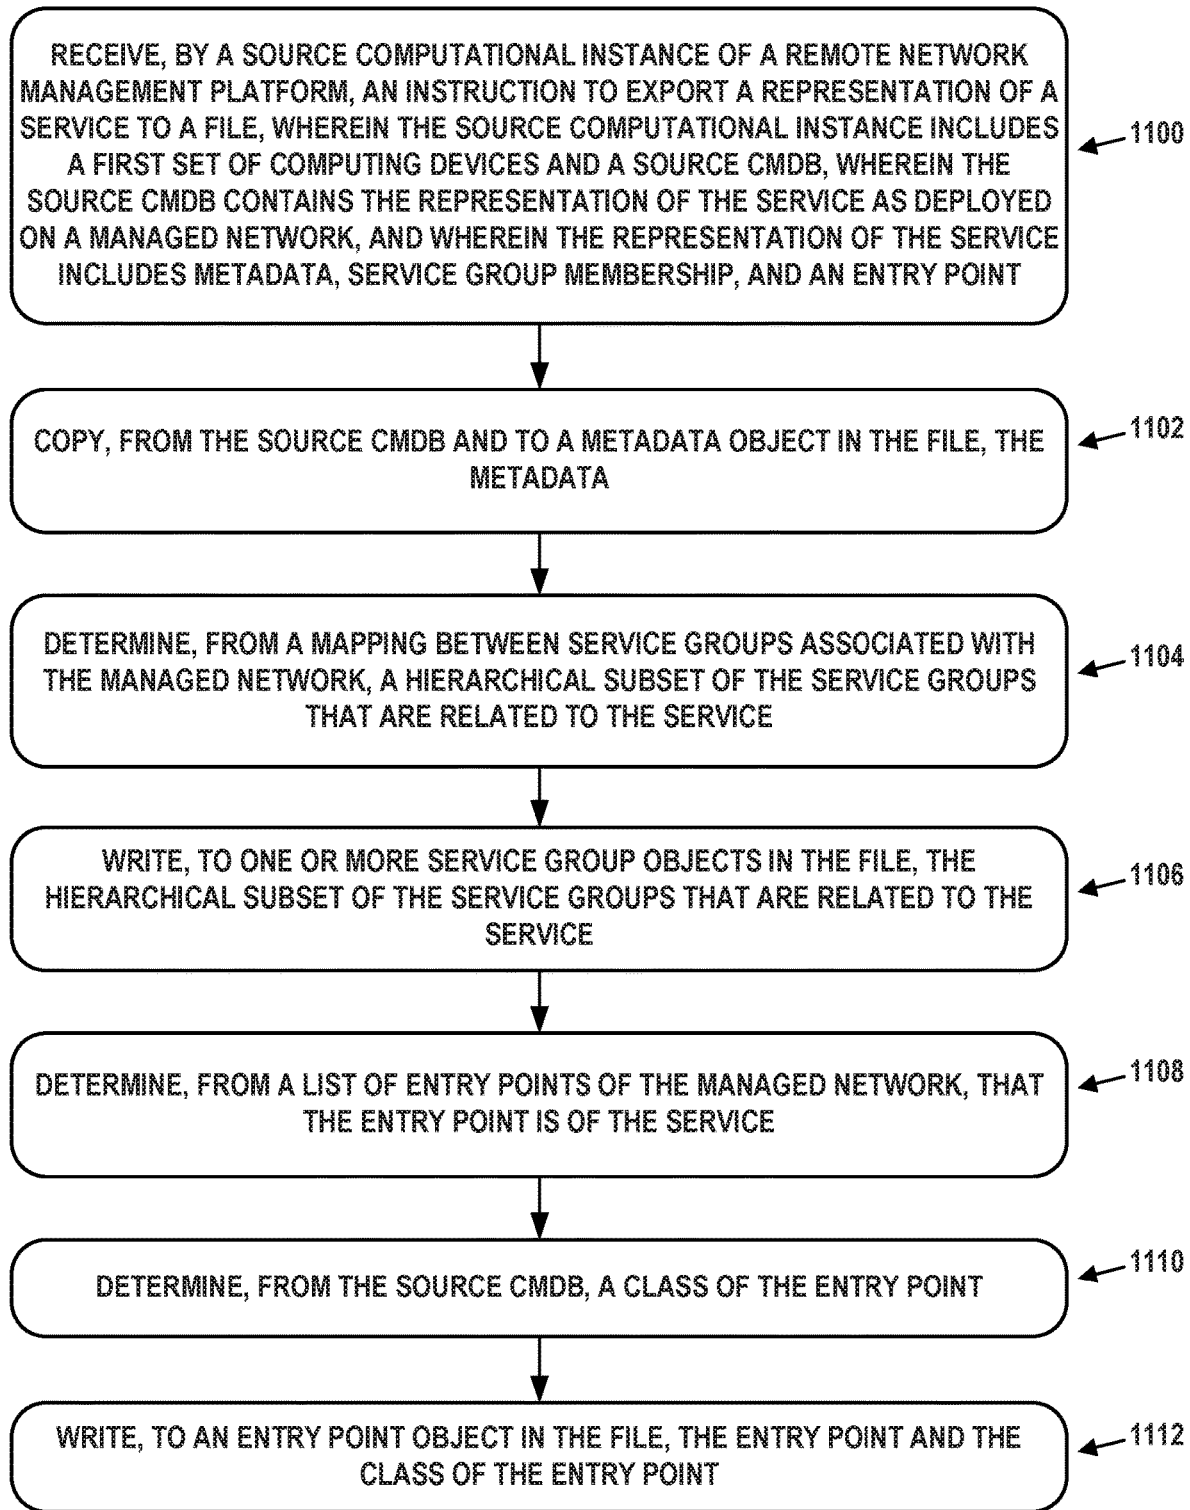 RECEIVE, BY A SOURCE COMPUTATIONAL INSTANCE OF A REMOTE NETWORK
MANAGEMENT PLATFORM, AN INSTRUCTION TO EXPORT A REPRESENTATION OF A
SERVICE TO A FILE, WHEREIN THE SOURCE COMPUTATIONAL INSTANCE INCLUDES
A FIRST SET OF COMPUTING DEVICES AND A SOURCE CMDB, WHEREIN THE
SOURCE CMDB CONTAINS THE REPRESENTATION OF THE SERVICE AS DEPLOYED
ON A MANAGED NETWORK, AND WHEREIN THE REPRESENTATION OF THE SERVICE
INCLUDES METADATA, SERVICE GROUP MEMBERSHIP, AND AN ENTRY POINT
1100
COPY, FROM THE SOURCE CMDB AND TO A METADATA OBJECT IN THE FILE, THE
METADATA
1102
DETERMINE, FROM A MAPPING BETWEEN SERVICE GROUPS ASSOCIATED WITH
THE MANAGED NETWORK, A HIERARCHICAL SUBSET OF THE SERVICE GROUPS
THAT ARE RELATED TO THE SERVICE
1104
WRITE, TO ONE OR MORE SERVICE GROUP OBJECTS IN THE FILE, THE
HIERARCHICAL SUBSET OF THE SERVICE GROUPS THAT ARE RELATED TO THE
SERVICE
1106
DETERMINE, FROM A LIST OF ENTRY POINTS OF THE MANAGED NETWORK, THAT
THE ENTRY POINT IS OF THE SERVICE
1108
DETERMINE, FROM THE SOURCE CMDB, A CLASS OF THE ENTRY POINT
1110
WRITE, TO AN ENTRY POINT OBJECT IN THE FILE, THE ENTRY POINT AND THE
CLASS OF THE ENTRY POINT
1112